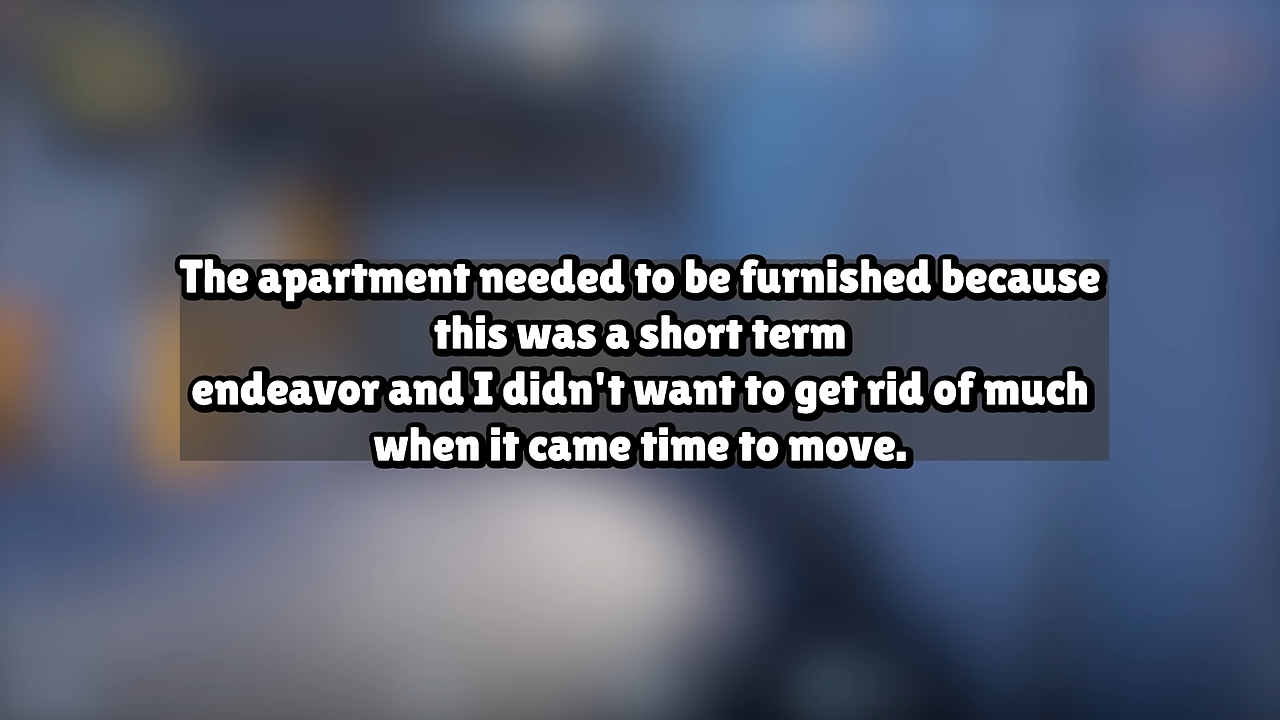 The apartment needed to be furnished because
this was a short term
endeavor and I didn't want to get rid of much
when it came time to move.